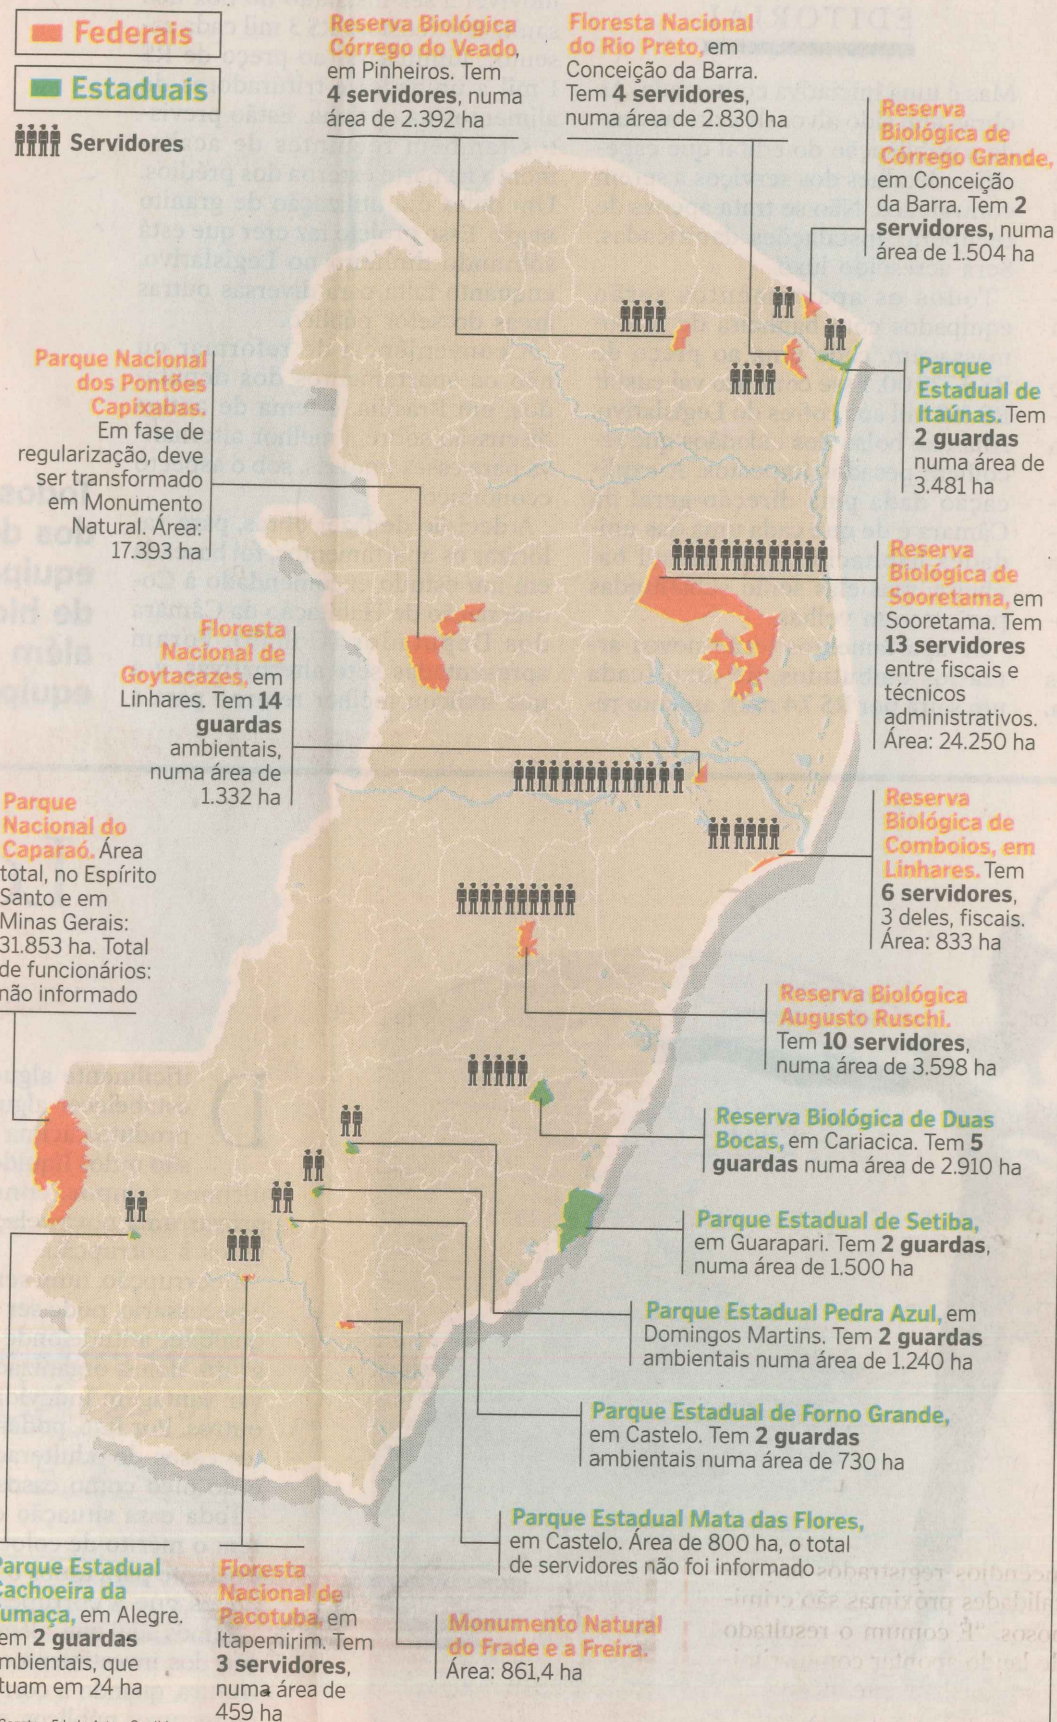 Federais
Estaduais
Servidores
Reserva Biológica
Córrego do Veado,
em Pinheiros. Tem
4 servidores, numa
área de 2.392 ha
Floresta Nacional
do Rio Preto, em
Conceição da Barra.
Tem 4 servidores,
numa área de 2.830 ha
Reserva
Biológica de
Córrego Grande,
em Conceição
da Barra. Tem 2
servidores, numa
área de 1.504 ha
Parque
Estadual de
Itaúnas. Tem
2 guardas
numa área de
3.481 ha
Parque Nacional
dos Pontões
Capixabas.
Em fase de
regularização, deve
ser transformado
em Monumento
Natural. Área:
17.393 ha
Reserva
Biológica de
Sooretama, em
Sooretama. Tem
13 servidores
entre fiscais e
técnicos
administrativos.
Área: 24.250 ha
Floresta
Nacional de
Goytacazes, em
Linhares. Tem 14
guardas
ambientais,
numa área de
1.332 ha
Reserva
Biológica de
Comboios, em
Linhares. Tem
6 servidores,
3 deles, fiscais.
Área: 833 ha
Parque
Nacional do
Caparaó. Área
total, no Espírito
Santo e em
Minas Gerais:
31.853 ha. Total
de funcionários:
não informado
Reserva Biológica
Augusto Ruschi.
Tem 10 servidores,
numa área de 3.598 ha
Reserva Biológica de Duas
Bocas, em Cariacica. Tem 5
guardas numa área de 2.910 ha
Parque Estadual de Setiba,
em Guarapari. Tem 2 guardas,
numa área de 1.500 ha
Parque Estadual Pedra Azul, em
Domingos Martins. Tem 2 guardas
ambientais numa área de 1.240 ha
Parque Estadual de Forno Grande,
em Castelo. Tem 2 guardas
ambientais numa área de 730 ha
Parque Estadual Mata das Flores,
em Castelo. Área de 800 ha, o total
de servidores não foi informado
Monumento Natural
do Frade e a Freira.
Área: 861,4 ha
Floresta
Nacional de
Pacotuba, em
Itapemirim. Tem
3 servidores,
numa área de
459 ha
Parque Estadual
Cachoeira da
Fumaça, em Alegre.
em 2 guardas
mbientais, que
tuam em 24 ha